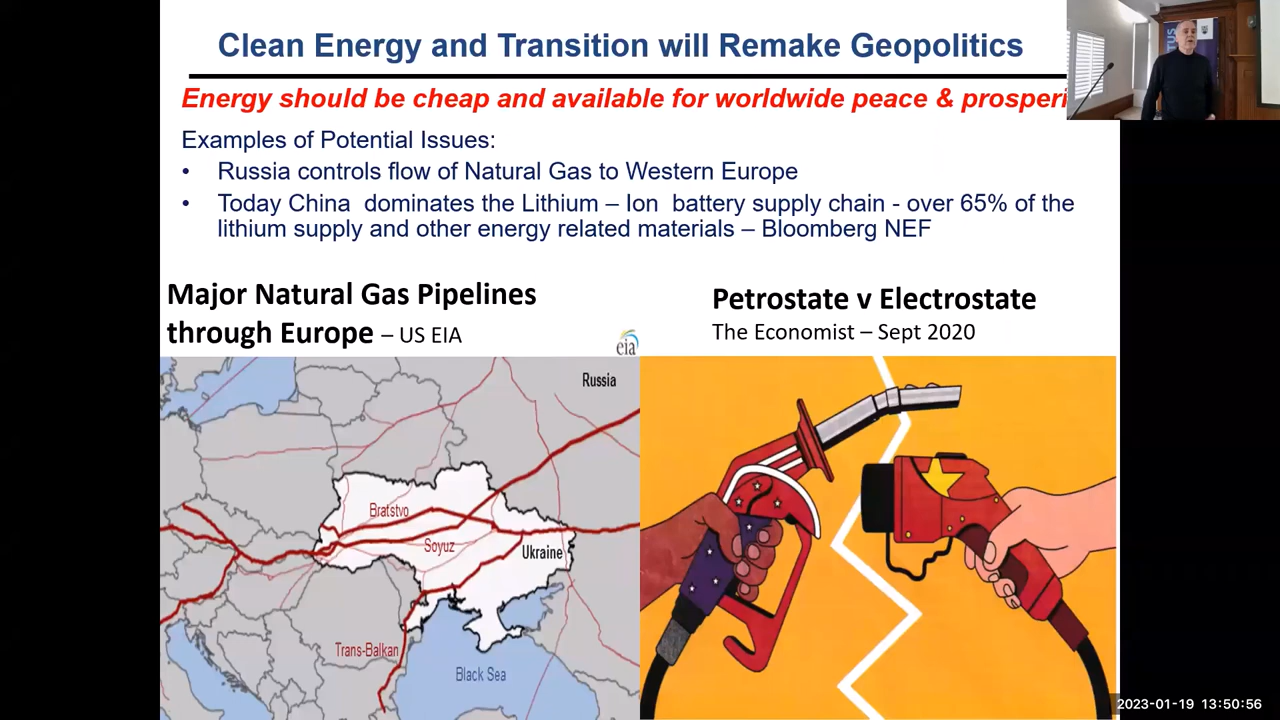 Clean Energy and Transition will Remake Geopolitics
Energy should be cheap and available for worldwide peace & prosperi
Examples of Potential Issues:
• Russia controls flow of Natural Gas to Western Europe
• Today China dominates the Lithium – Ion battery supply chain - over 65% of the
lithium supply and other energy related materials – Bloomberg NEF
Major Natural Gas Pipelines
through Europe – US EIA
eia
Petrostate v Electrostate
The Economist – Sept 2020
Russia
Bratstvo
Soyuz
Ukraine
Trans-Balkan
Black Sea
2023-01-19 13:50:56